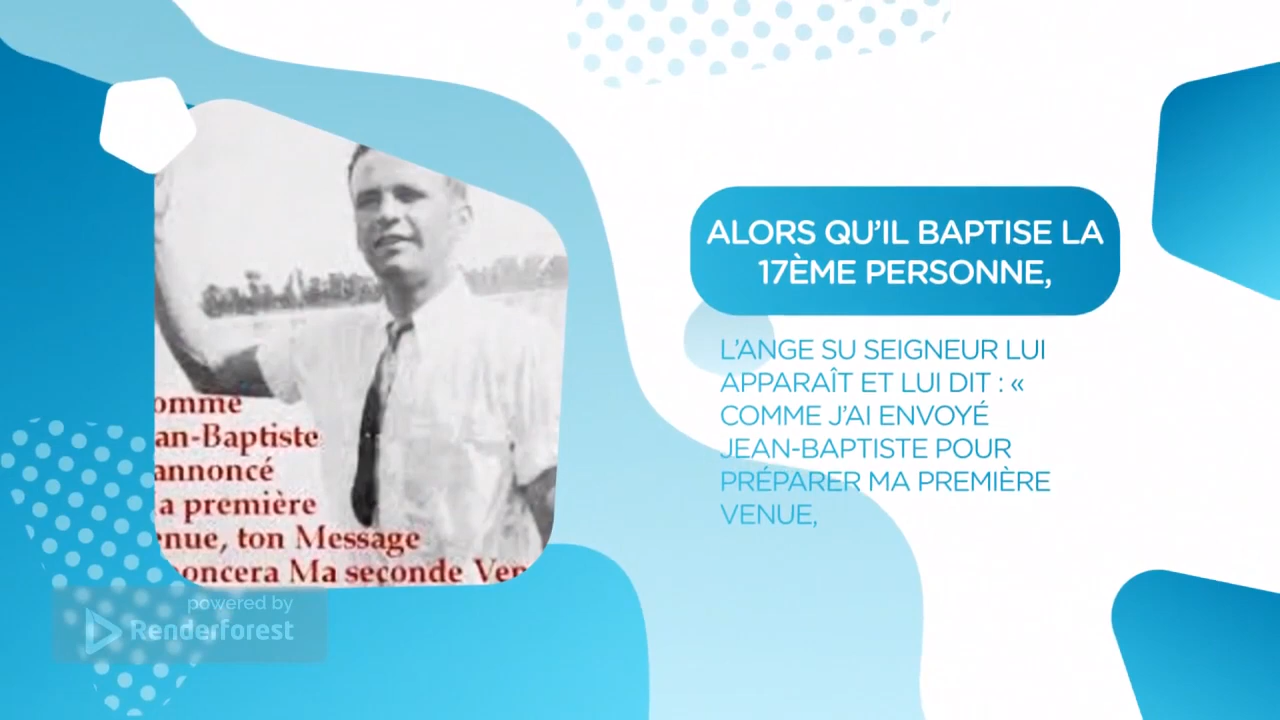 ALORS QU'IL BAPTISE LA
17ÈME PERSONNE,
L'ANGE SU SEIGNEUR LUI
APPARAÎT ET LUI DIT : «
COMME J'AI ENVOYÉ
JEAN-BAPTISTE POUR
PRÉPARER MA PREMIÈRE
VENUE,
omme
an-Baptiste
annoncé
a première
enue, ton Message
noncera Ma seconde Ven
powered by
Renderforest